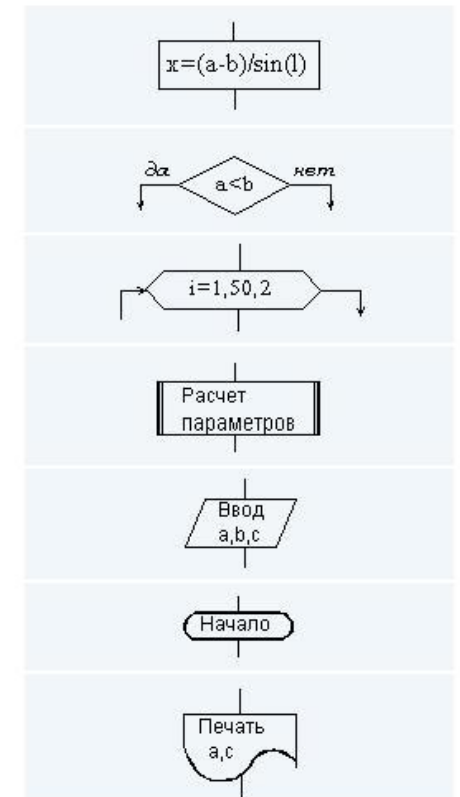 x=(a-b)/sin(l)
да нет
a<b
i=1,50,2
Расчет
параметров
Ввод
a,b,c
Начало
Печать
a,c